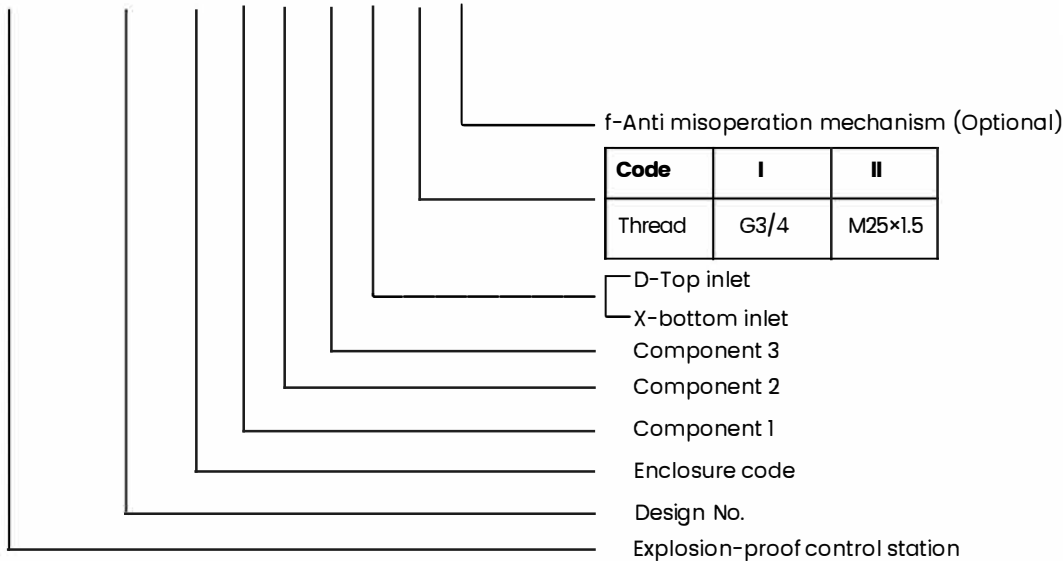 f-Anti misoperation mechanism (Optional)
Code I II
Thread G3/4 M25×1.5
D-Top inlet
X-bottom inlet
Component 3
Component 2
Component 1
Enclosure code
Design No.
Explosion-proof control station